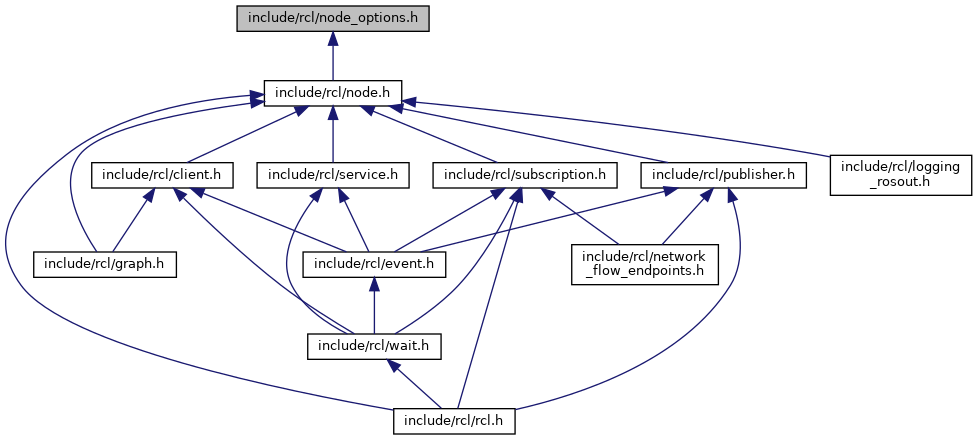 include/rcl/node_options.h
include/rcl/node.h
include/rcl/client.h
include/rcl/service.h
include/rcl/subscription.h
include/rcl/publisher.h
include/rcl/logging
_rosout.h
include/rcl/graph.h
include/rcl/event.h
include/rcl/network
_flow_endpoints.h
include/rcl/wait.h
include/rcl/rcl.h